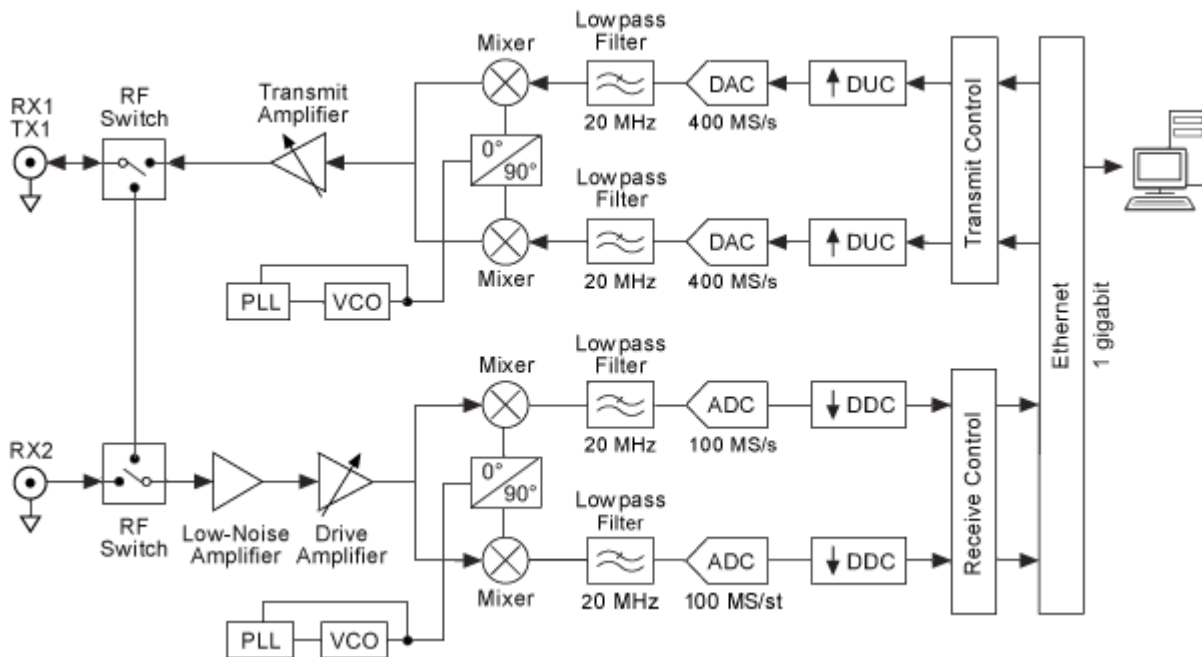 Lowpass
Filter
Mixer
DAC
DUC
20 MHz
400 MS/s
RX1
TX1
RF
Switch
Transmit
Amplifier
0°
90°
Lowpass
Filter
DAC
DUC
Mixer
20 MHz
400 MS/s
PLL
VCO
Transmit Control
Ethernet
1 gigabit
Lowpass
Filter
Mixer
ADC
DDC
20 MHz
100 MS/s
RX2
RF
Switch
Low-Noise
Amplifier
Drive
Amplifier
0°
90°
Lowpass
Filter
ADC
DDC
Mixer
20 MHz
100 MS/st
PLL
VCO
Receive Control